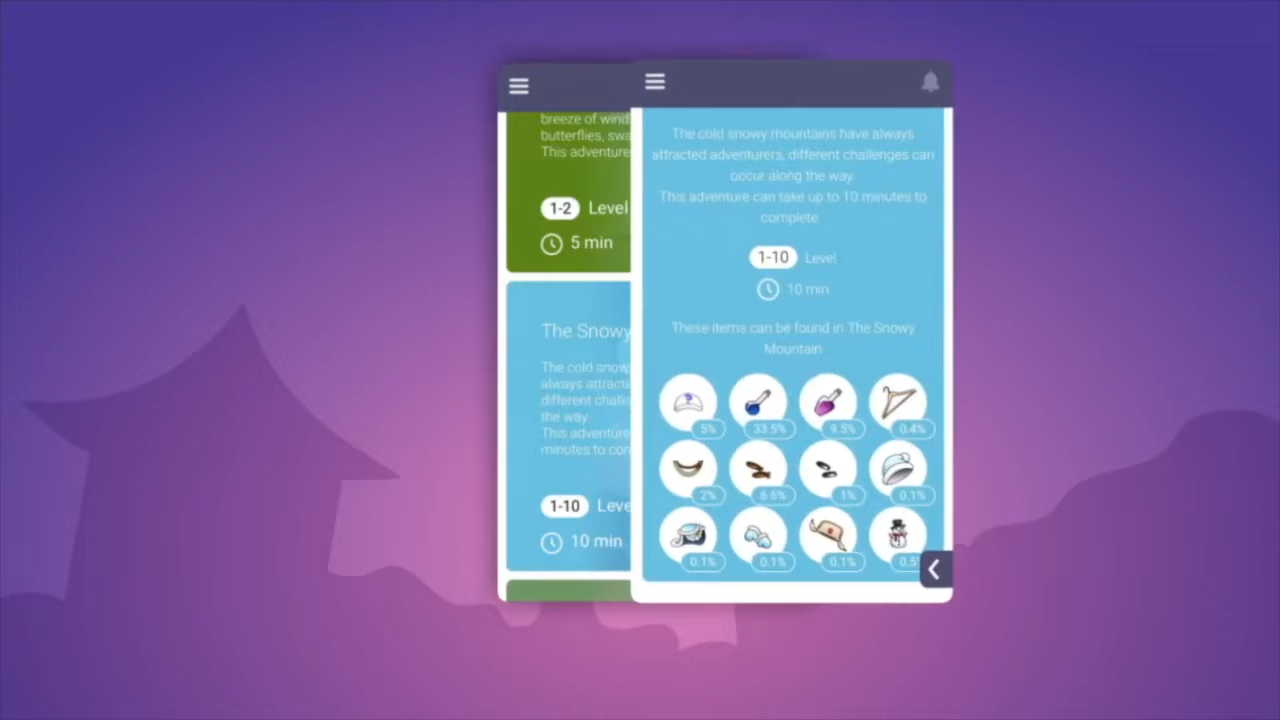 breeze of wind
butterflies, swa
This adventure
1-2 Level
5 min
The Snowy
The cold snow
always attracti
different challe
the way.
This adventure
minutes to con
1-10 Leve
10 min
The cold snowy mountains have always
attracted adventurers, different challenges can
occur along the way.
This adventure can take up to 10 minutes to
complete
1-10 Level
10 min
These items can be found in The Snowy
Mountain
5% 33.5% 9.5% 0.4%
2% 6.6% 1% 0.1%
0.1% 0.1% 0.1% 0.5